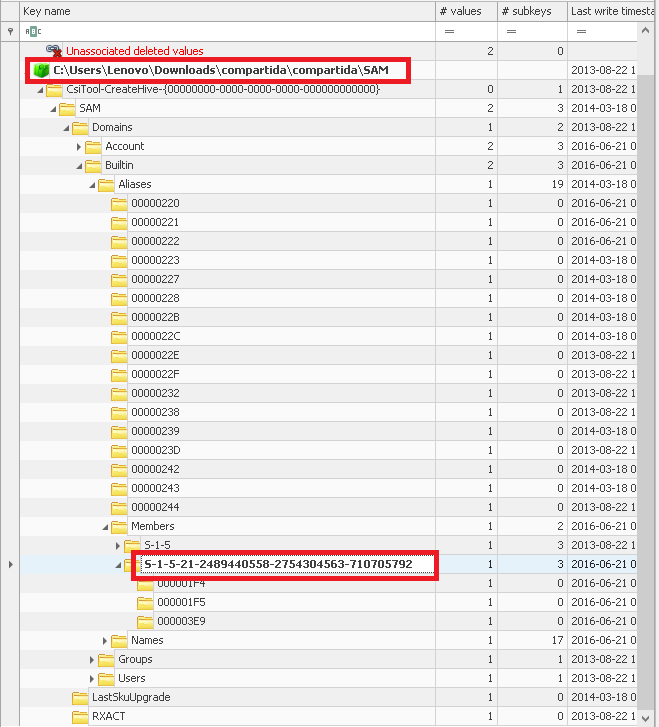 Key name # values # subkeys Last write timesta
ABC = = =
Unassociated deleted values 2 0
C:\Users\Lenovo\Downloads\compartida\compartida\SAM 2013-08-22 1
CsiTool-CreateHive-{00000000-0000-0000-0000-000000000000} 0 1 2013-08-22 1
SAM 2 3 2014-03-18 0
Domains 1 2 2013-08-22 1
Account 2 3 2016-06-21 0
Builtin 2 3 2013-08-22 1
Aliases 1 19 2014-03-18 0
00000220 1 0 2016-06-21 0
00000221 1 0 2016-06-21 0
00000222 1 0 2016-06-21 0
00000223 1 0 2014-03-18 0
00000227 1 0 2014-03-18 0
00000228 1 0 2014-03-18 0
0000022B 1 0 2014-03-18 0
0000022C 1 0 2014-03-18 0
0000022E 1 0 2013-08-22 1
0000022F 1 0 2013-08-22 1
00000232 1 0 2013-08-22 1
00000238 1 0 2013-08-22 1
00000239 1 0 2014-03-18 0
0000023D 1 0 2013-08-22 1
00000242 1 0 2014-03-18 0
00000243 1 0 2014-03-18 0
00000244 1 0 2014-03-18 0
Members 1 2 2016-06-21 0
S-1-5 1 3 2013-08-22 1
S-1-5-21-2489440558-2754304563-710705792 1 3 2016-06-21 0
000001F4 1 0 2016-06-21 0
000001F5 1 0 2016-06-21 0
000003E9 1 0 2016-06-21 0
Names 1 17 2016-06-21 0
Groups 1 1 2013-08-22 1
Users 1 1 2013-08-22 1
LastSkuUpgrade 1 0 2014-03-18 0
RXACT 1 0 2013-08-22 1